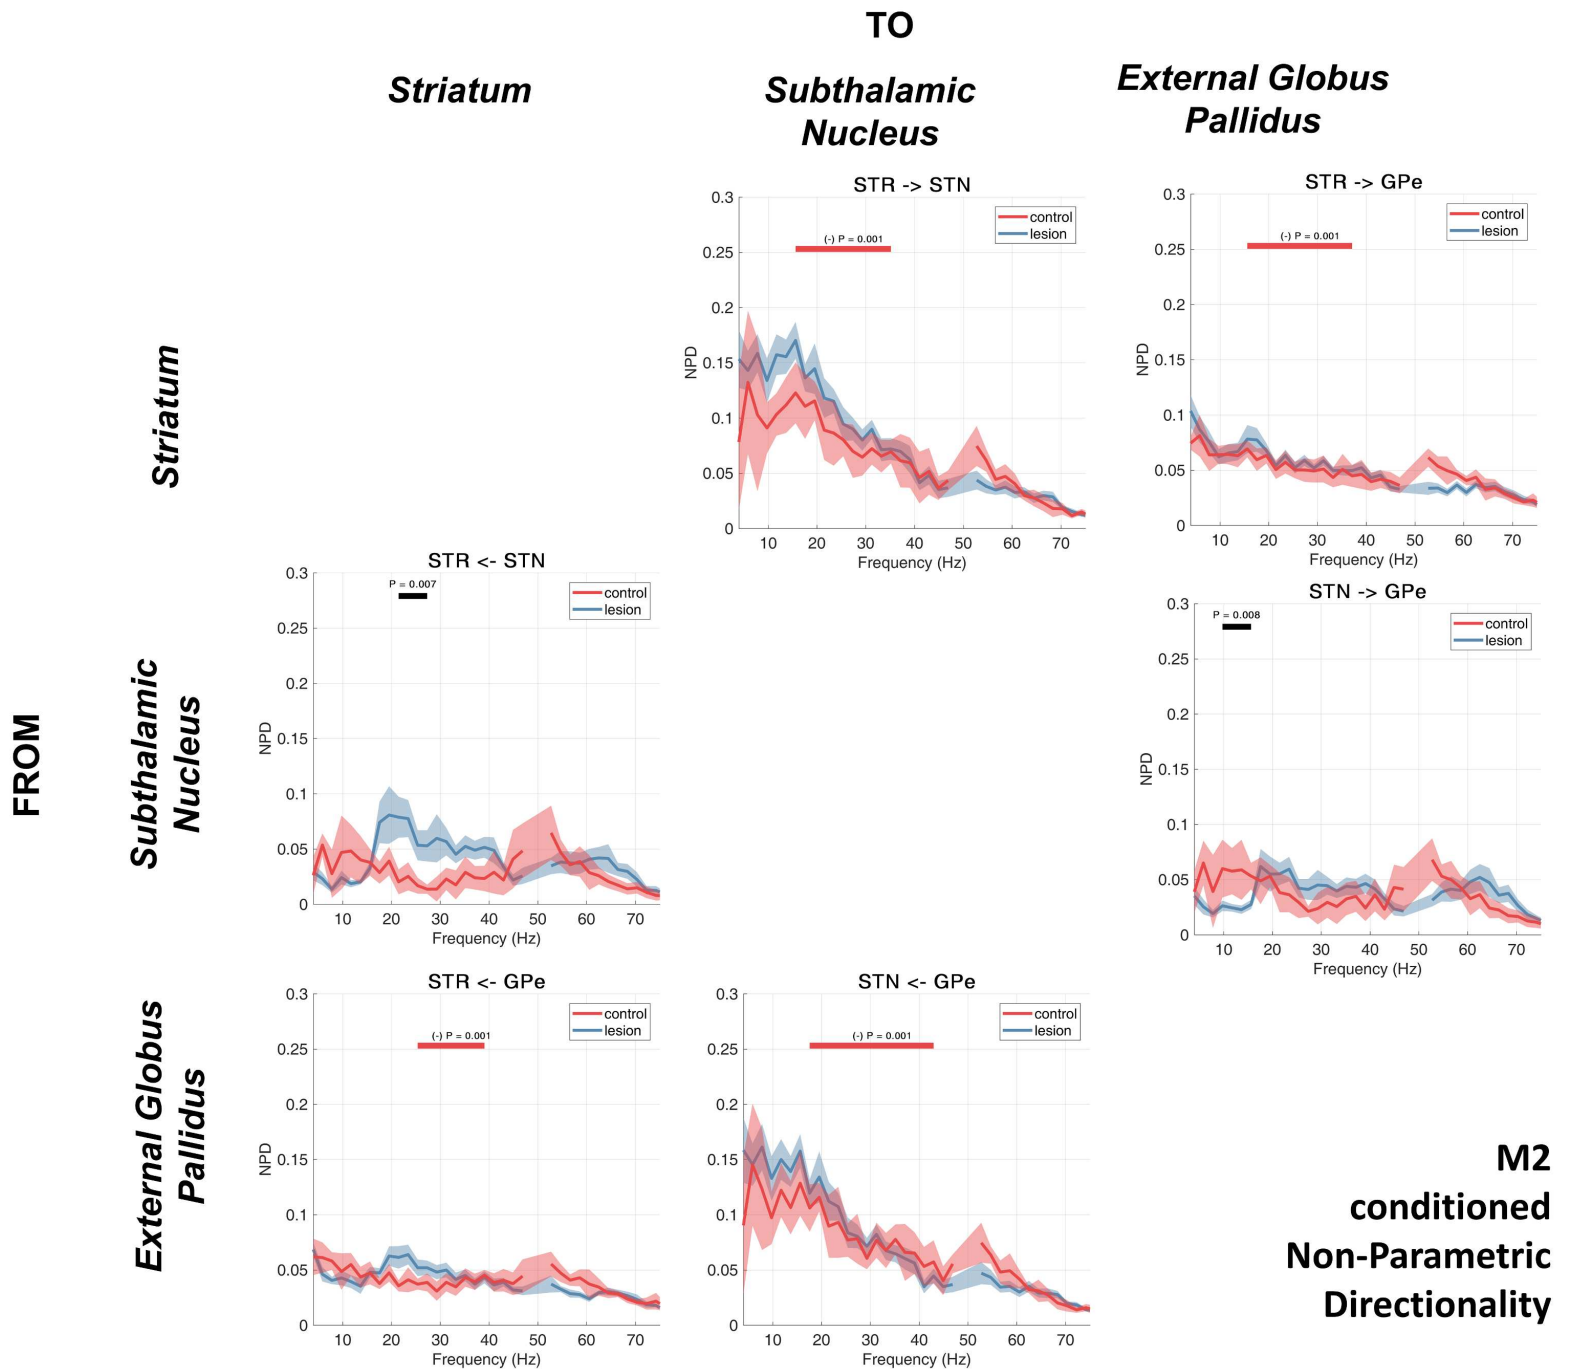 TO
Striatum
Subthalamic
Nucleus
External Globus
Pallidus
FROM
Striatum
STR -> STN
0.3
0.25
0.2
0.15
0.1
0.05
0
NPD
(-) P = 0.001
control
lesion
10 20 30 40 50 60 70
Frequency (Hz)
STR -> GPe
0.3
0.25
0.2
0.15
0.1
0.05
0
NPD
(-) P = 0.001
control
lesion
10 20 30 40 50 60 70
Frequency (Hz)
Subthalamic
Nucleus
STR <- STN
0.3
0.25
0.2
0.15
0.1
0.05
0
NPD
P = 0.007
control
lesion
10 20 30 40 50 60 70
Frequency (Hz)
STN -> GPe
0.3
0.25
0.2
0.15
0.1
0.05
0
NPD
P = 0.008
control
lesion
10 20 30 40 50 60 70
Frequency (Hz)
External Globus
Pallidus
STR <- GPe
0.3
0.25
0.2
0.15
0.1
0.05
0
NPD
(-) P = 0.001
control
lesion
10 20 30 40 50 60 70
Frequency (Hz)
STN <- GPe
0.3
0.25
0.2
0.15
0.1
0.05
0
NPD
(-) P = 0.001
control
lesion
10 20 30 40 50 60 70
Frequency (Hz)
M2
conditioned
Non-Parametric
Directionality